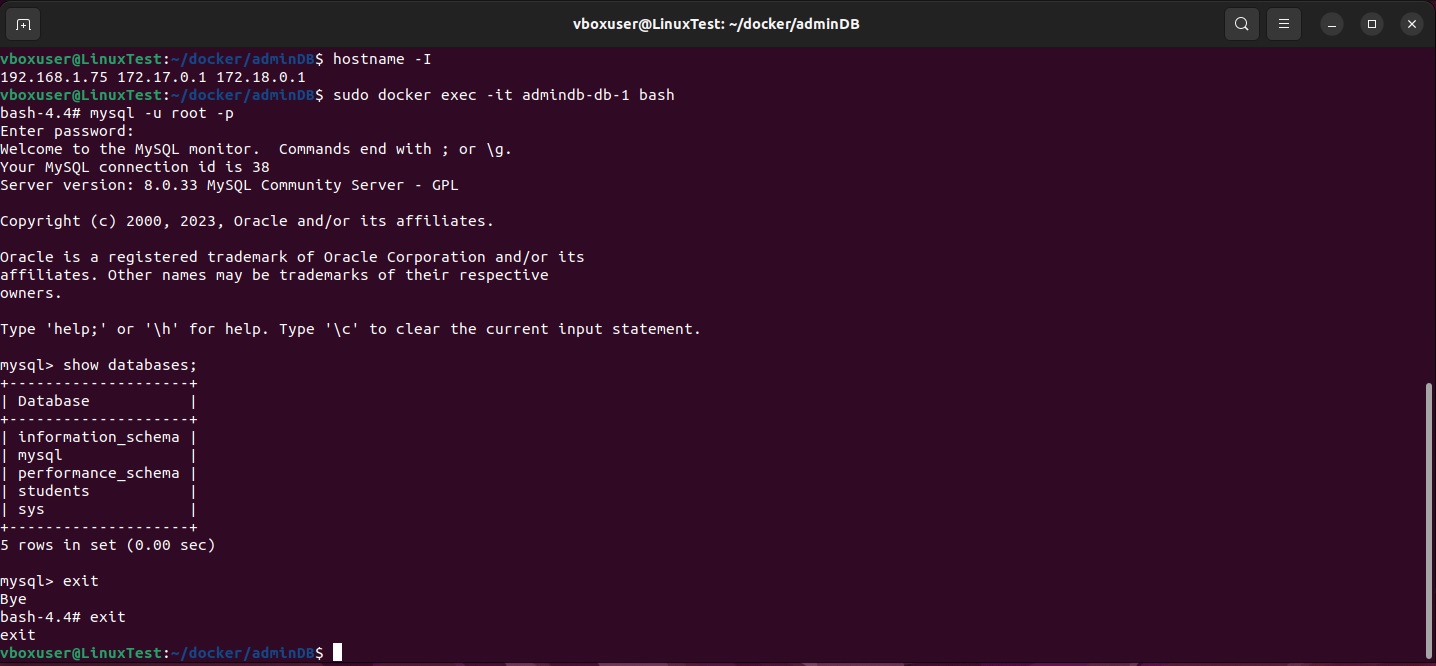 vboxuser@LinuxTest: ~/docker/adminDB
vboxuser@LinuxTest:~/docker/adminDB$ hostname -I
192.168.1.75 172.17.0.1 172.18.0.1
vboxuser@LinuxTest:~/docker/adminDB$ sudo docker exec -it admindb-db-1 bash
bash-4.4# mysql -u root -p
Enter password:
Welcome to the MySQL monitor.  Commands end with ; or \g.
Your MySQL connection id is 38
Server version: 8.0.33 MySQL Community Server - GPL

Copyright (c) 2000, 2023, Oracle and/or its affiliates.

Oracle is a registered trademark of Oracle Corporation and/or its
affiliates. Other names may be trademarks of their respective
owners.

Type 'help;' or '\h' for help. Type '\c' to clear the current input statement.

mysql> show databases;
+--------------------+
| Database           |
+--------------------+
| information_schema |
| mysql              |
| performance_schema |
| students           |
| sys                |
+--------------------+
5 rows in set (0.00 sec)

mysql> exit
Bye
bash-4.4# exit
exit
vboxuser@LinuxTest:~/docker/adminDB$